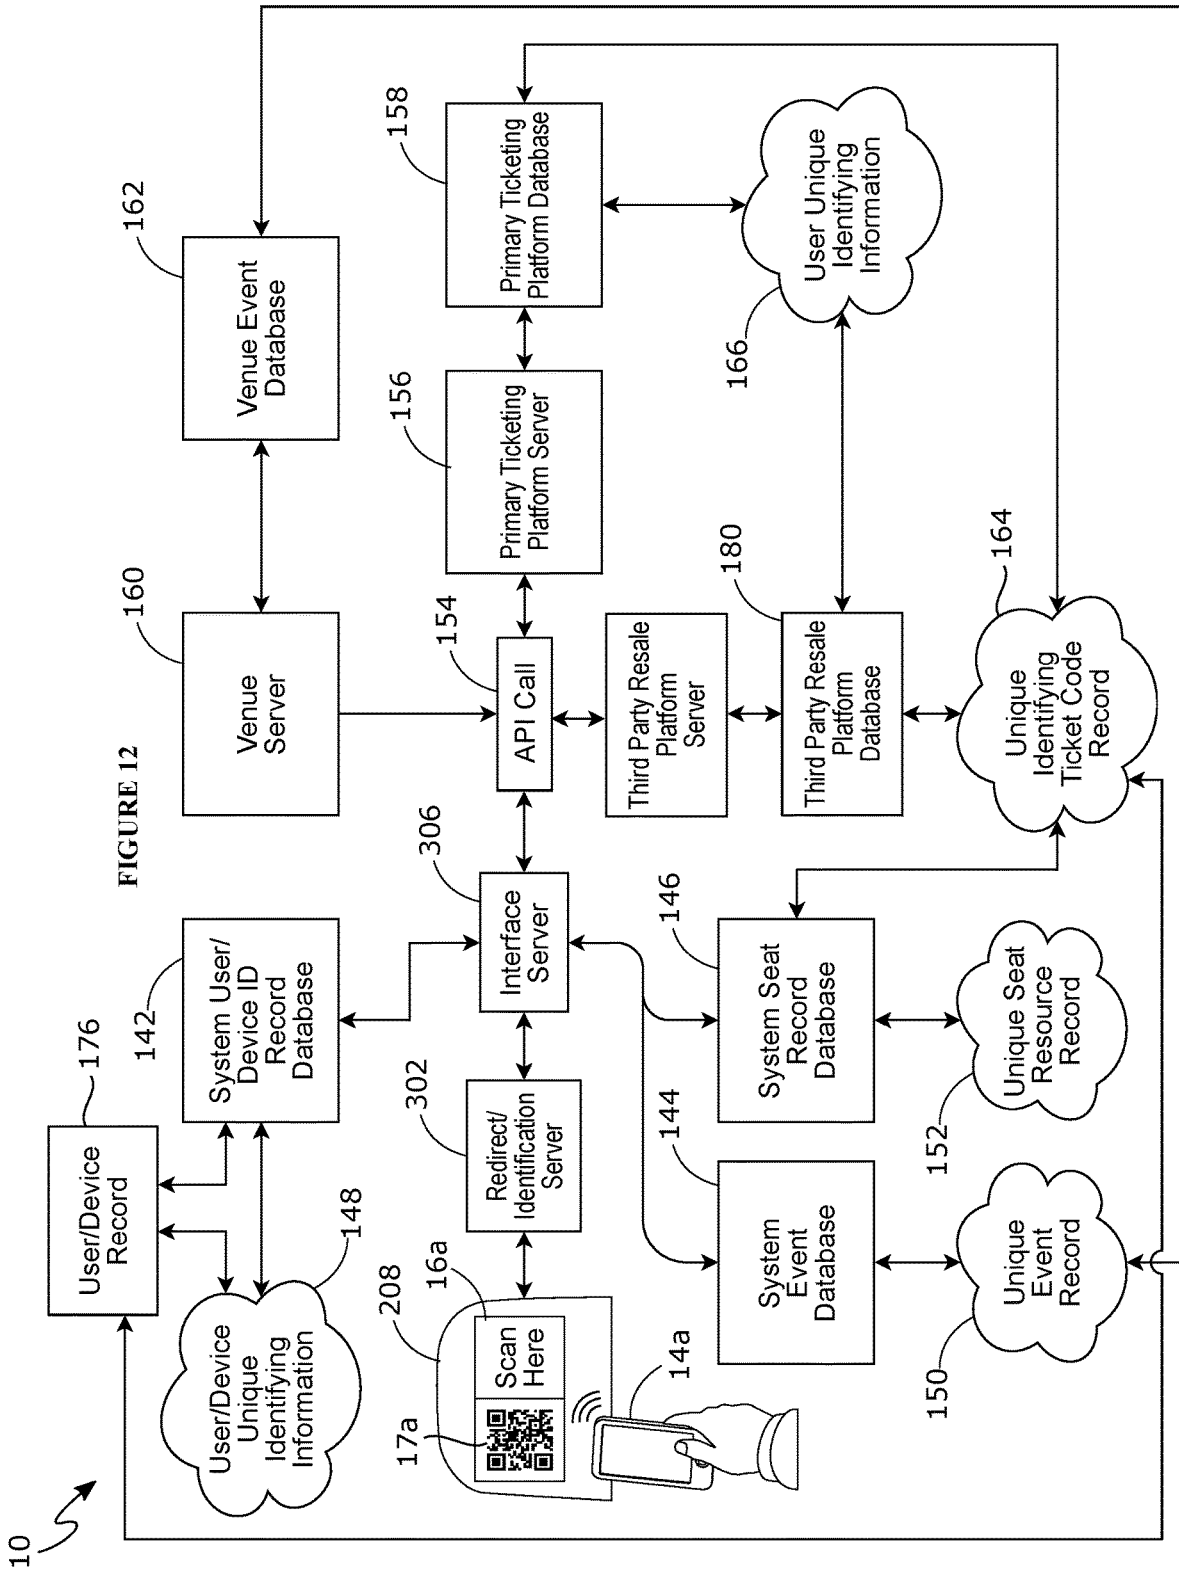 10
FIGURE 12
176
User/Device
Record
142
System User/
Device ID
Record
Database
160
Venue
Server
162
Venue Event
Database
148
User/Device
Unique
Identifying
Information
208
16a
17a
Scan
Here
14a
302
Redirect/
Identification
Server
306
Interface
Server
154
API Call
156
Primary Ticketing
Platform Server
158
Primary Ticketing
Platform Database
Third Party Resale
Platform
Server
144
System
Event
Database
146
System Seat
Record
Database
180
Third Party Resale
Platform
Database
166
User Unique
Identifying
Information
150
Unique
Event
Record
152
Unique Seat
Resource
Record
164
Unique
Identifying
Ticket Code
Record